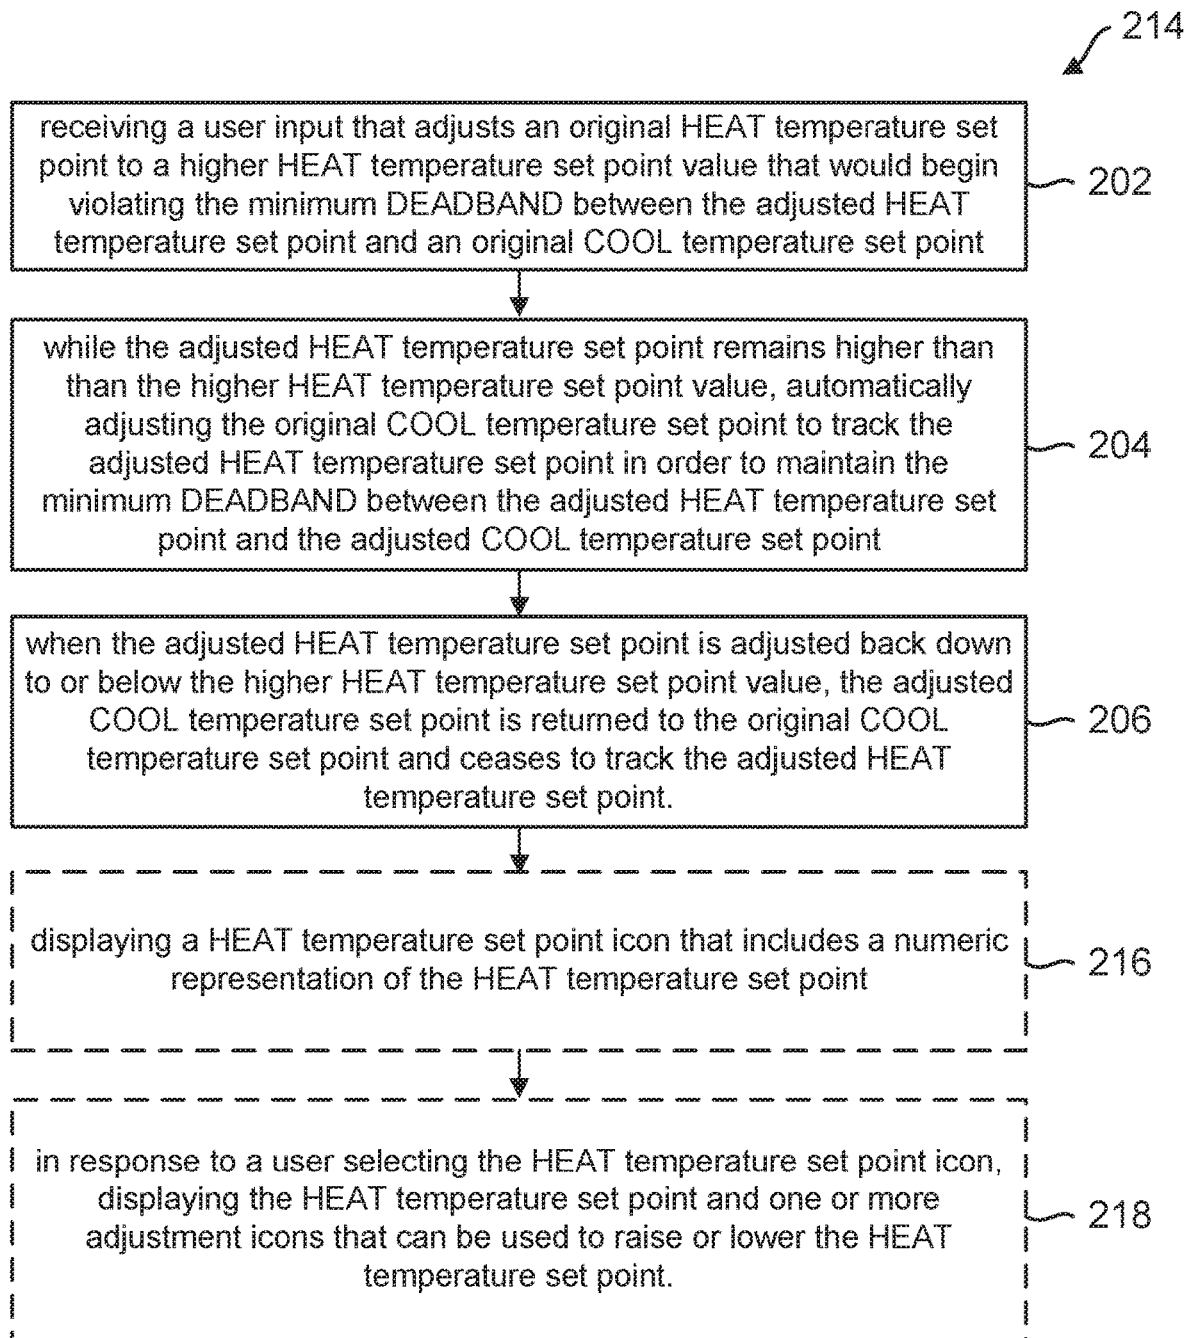 214
receiving a user input that adjusts an original HEAT temperature set
point to a higher HEAT temperature set point value that would begin
violating the minimum DEADBAND between the adjusted HEAT
temperature set point and an original COOL temperature set point
202
while the adjusted HEAT temperature set point remains higher than
than the higher HEAT temperature set point value, automatically
adjusting the original COOL temperature set point to track the
adjusted HEAT temperature set point in order to maintain the
minimum DEADBAND between the adjusted HEAT temperature set
point and the adjusted COOL temperature set point
204
when the adjusted HEAT temperature set point is adjusted back down
to or below the higher HEAT temperature set point value, the adjusted
COOL temperature set point is returned to the original COOL
temperature set point and ceases to track the adjusted HEAT
temperature set point.
206
displaying a HEAT temperature set point icon that includes a numeric
representation of the HEAT temperature set point
216
in response to a user selecting the HEAT temperature set point icon,
displaying the HEAT temperature set point and one or more
adjustment icons that can be used to raise or lower the HEAT
temperature set point.
218